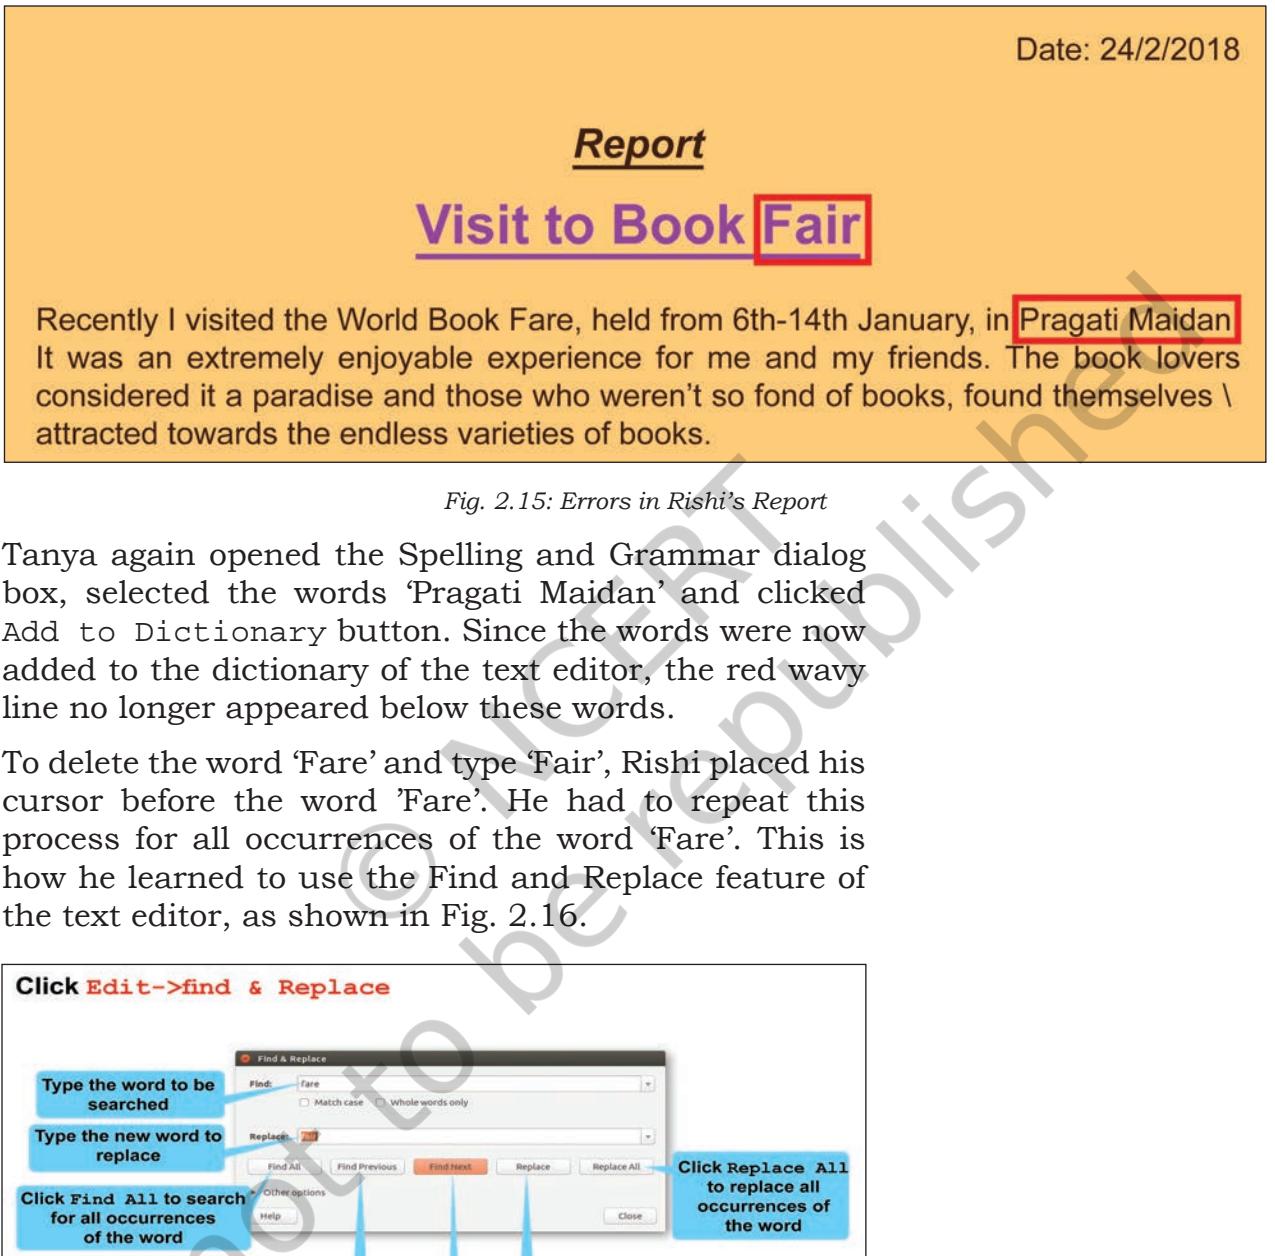 Date: 24/2/2018
Report
Visit to Book Fair
Recently I visited the World Book Fare, held from 6th-14th January, in Pragati Maidan
It was an extremely enjoyable experience for me and my friends. The book lovers
considered it a paradise and those who weren't so fond of books, found themselves \
attracted towards the endless varieties of books.
Fig. 2.15: Errors in Rishi's Report
Tanya again opened the Spelling and Grammar dialog
box, selected the words ‘Pragati Maidan’ and clicked
Add to Dictionary button. Since the words were now
added to the dictionary of the text editor, the red wavy
line no longer appeared below these words.
To delete the word ‘Fare’ and type ‘Fair’, Rishi placed his
cursor before the word ’Fare’. He had to repeat this
process for all occurrences of the word ‘Fare’. This is
how he learned to use the Find and Replace feature of
the text editor, as shown in Fig. 2.16.
Click Edit->find & Replace
Find & Replace
Type the word to be
searched
Find: fare
Match case Whole words only
Type the new word to
replace
Replace:
Find All Find Previous Find Next Replace Replace All
Click Find All to search
for all occurrences
of the word
Other options
Help Close
Click Replace All
to replace all
occurrences of
the word
© NCERT
not to be republished